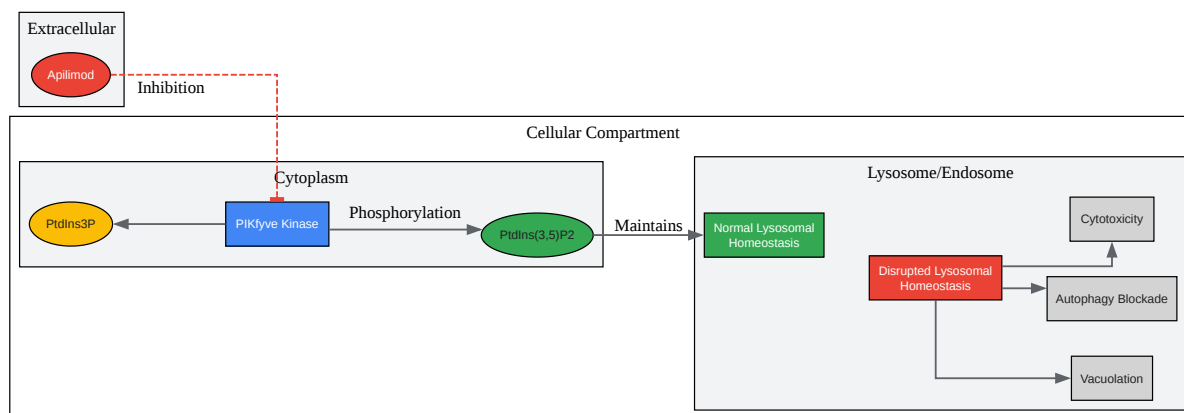 Extracellular
Apilimod
Inhibition
Cellular Compartment
Cytoplasm
PtdIns3P
PIKfyve Kinase
Phosphorylation
PtdIns(3,5)P2
Maintains
Lysosome/Endosome
Normal Lysosomal
Homeostasis
Disrupted Lysosomal
Homeostasis
Cytotoxicity
Autophagy Blockade
Vacuolation